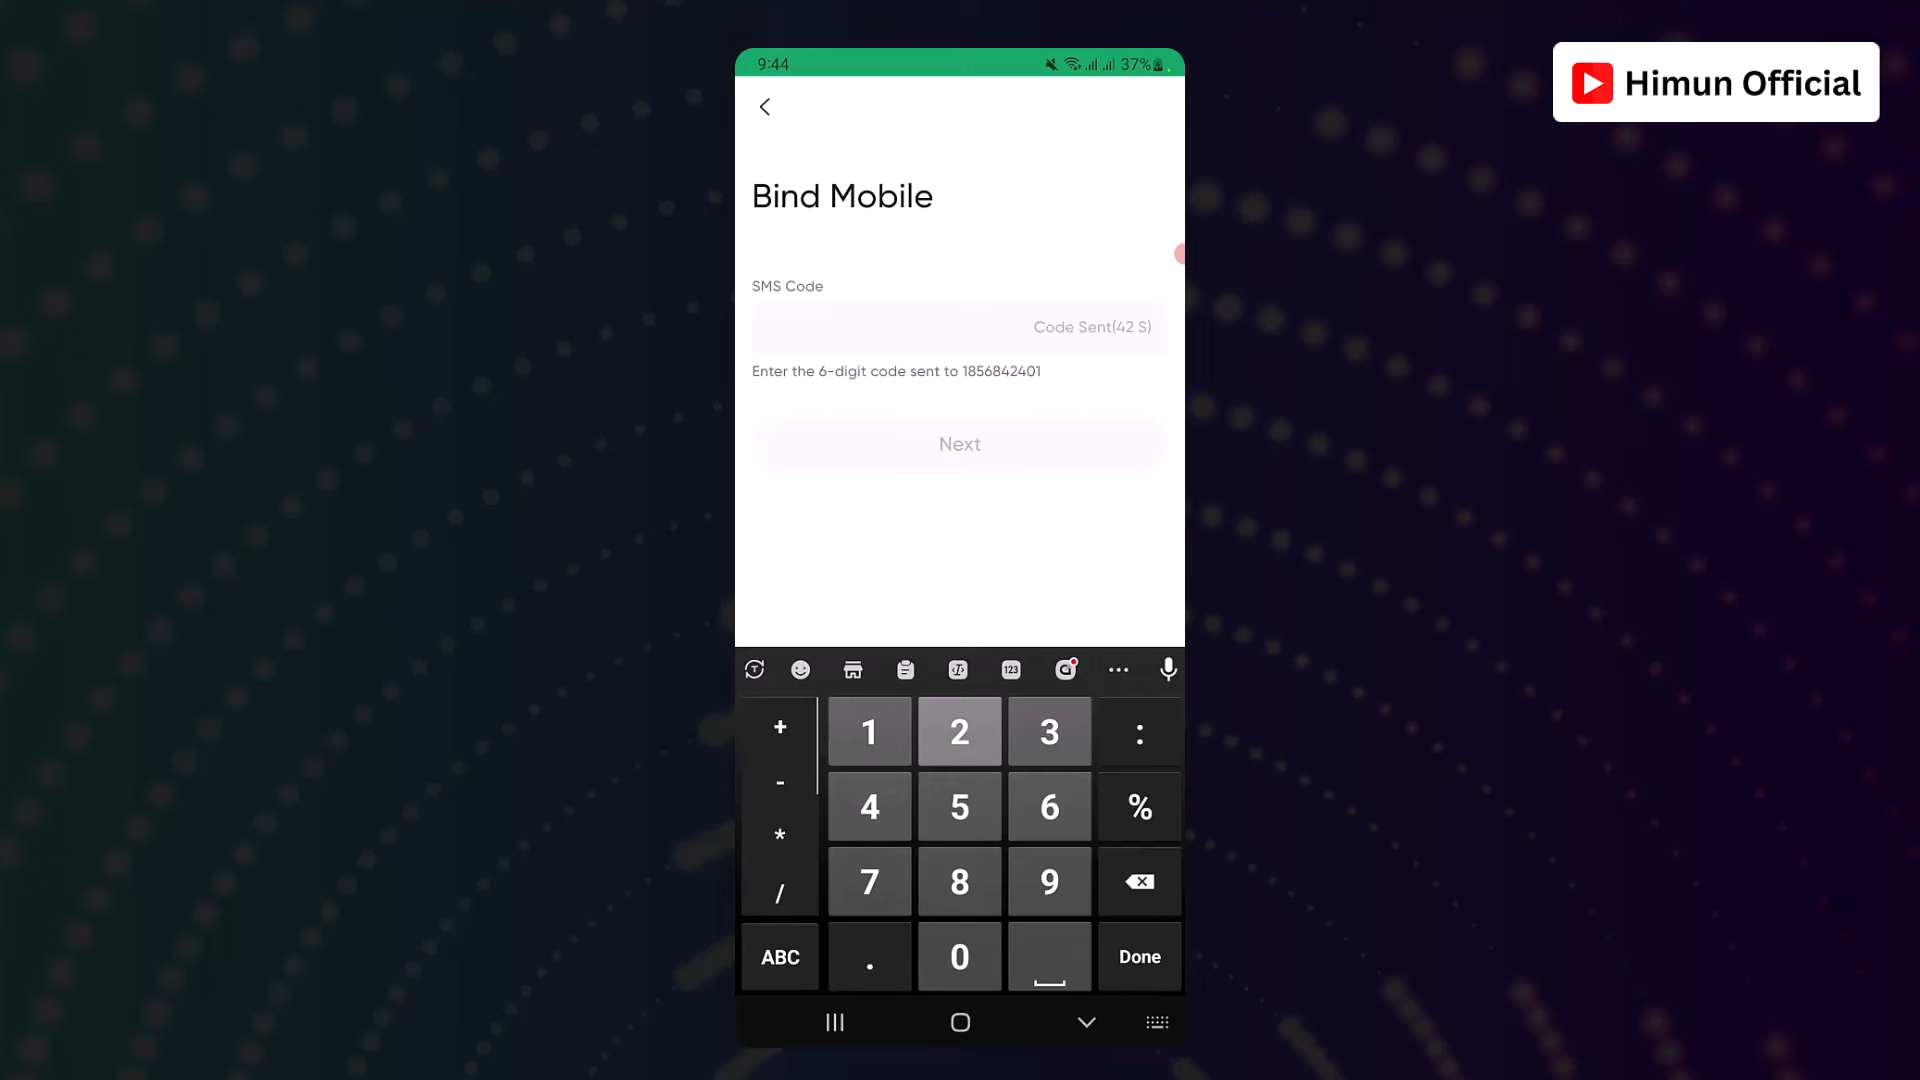 9:44
37%
Himun Official
Bind Mobile
SMS Code
Code Sent(42 S)
Enter the 6-digit code sent to 1856842401
Next
123
+ 1 2 3 :
- 4 5 6 %
* 7 8 9
/
ABC . 0 Done